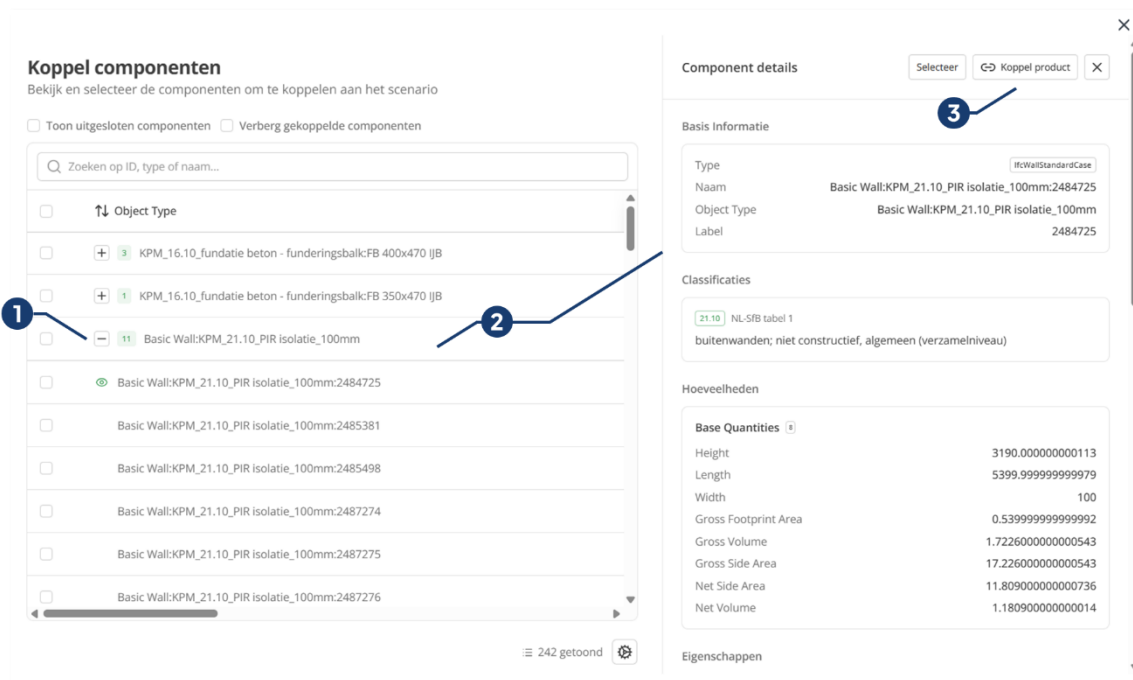 Koppel componenten
Bekijk en selecteer de componenten om te koppelen aan het scenario
Toon uitgesloten componenten Verberg gekoppelde componenten
Zoeken op ID, type of naam...
Object Type
3 KPM_16.10_fundatie beton - funderingsbalk:FB 400x470 IJB
1 KPM_16.10_fundatie beton - funderingsbalk:FB 350x470 IJB
1
11 Basic Wall:KPM_21.10_PIR isolatie_100mm
2
Basic Wall:KPM_21.10_PIR isolatie_100mm:2484725
Basic Wall:KPM_21.10_PIR isolatie_100mm:2485381
Basic Wall:KPM_21.10_PIR isolatie_100mm:2485498
Basic Wall:KPM_21.10_PIR isolatie_100mm:2487274
Basic Wall:KPM_21.10_PIR isolatie_100mm:2487275
Basic Wall:KPM_21.10_PIR isolatie_100mm:2487276
242 getoond
Component details
Selecteer
Koppel product
3
Basis Informatie
Type IfcWallStandardCase
Naam Basic Wall:KPM_21.10_PIR isolatie_100mm:2484725
Object Type Basic Wall:KPM_21.10_PIR isolatie_100mm
Label 2484725
Classificaties
21.10 NL-SfB tabel 1
buitenwanden; niet constructief, algemeen (verzamelniveau)
Hoeveelheden
Base Quantities 8
Height 3190.000000000113
Length 5399.999999999979
Width 100
Gross Footprint Area 0.539999999999992
Gross Volume 1.7226000000000543
Gross Side Area 17.226000000000543
Net Side Area 11.809000000000736
Net Volume 1.180900000000014
Eigenschappen